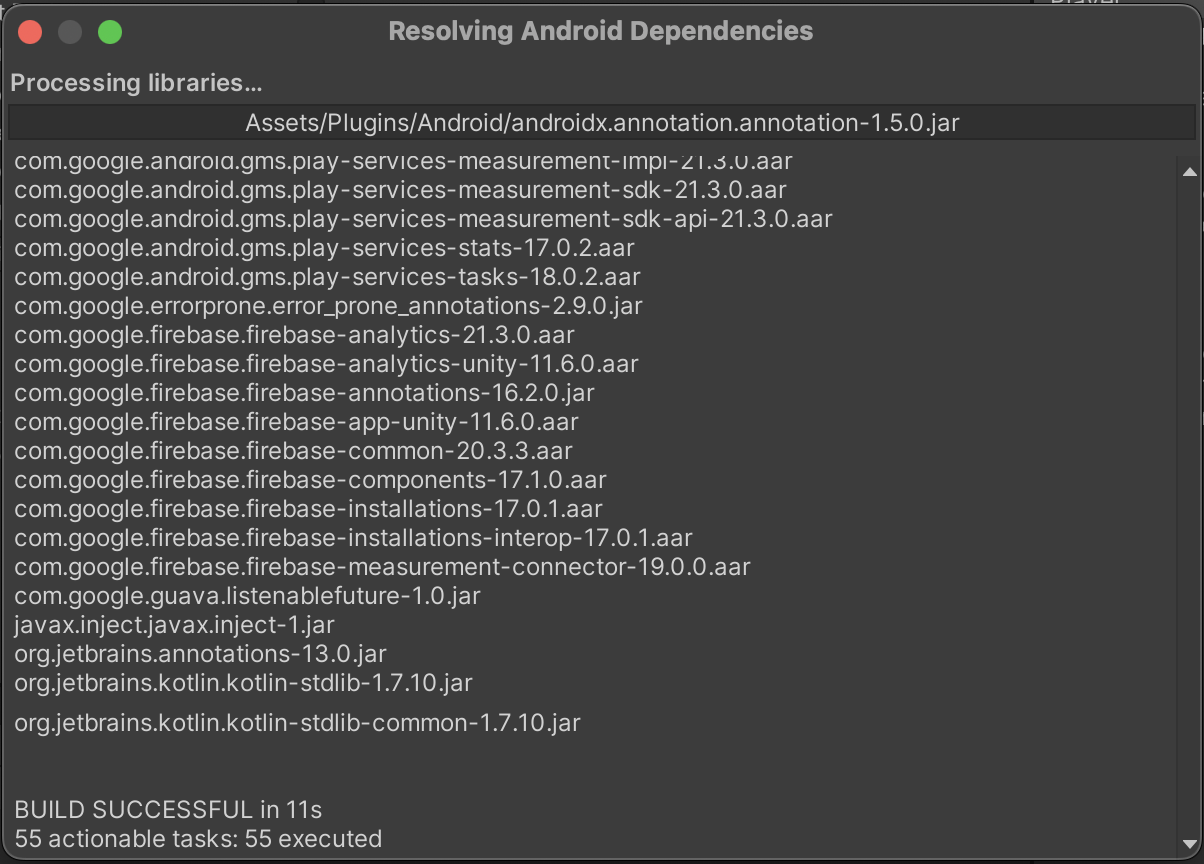 Resolving Android Dependencies
Processing libraries...
Assets/Plugins/Android/androidx.annotation.annotation-1.5.0.jar
com.google.android.gms.play-services-measurement-impl-21.3.0.aar
com.google.android.gms.play-services-measurement-sdk-21.3.0.aar
com.google.android.gms.play-services-measurement-sdk-api-21.3.0.aar
com.google.android.gms.play-services-stats-17.0.2.aar
com.google.android.gms.play-services-tasks-18.0.2.aar
com.google.errorprone.error_prone_annotations-2.9.0.jar
com.google.firebase.firebase-analytics-21.3.0.aar
com.google.firebase.firebase-analytics-unity-11.6.0.aar
com.google.firebase.firebase-annotations-16.2.0.jar
com.google.firebase.firebase-app-unity-11.6.0.aar
com.google.firebase.firebase-common-20.3.3.aar
com.google.firebase.firebase-components-17.1.0.aar
com.google.firebase.firebase-installations-17.0.1.aar
com.google.firebase.firebase-installations-interop-17.0.1.aar
com.google.firebase.firebase-measurement-connector-19.0.0.aar
com.google.guava.listenablefuture-1.0.jar
javax.inject.javax.inject-1.jar
org.jetbrains.annotations-13.0.jar
org.jetbrains.kotlin.kotlin-stdlib-1.7.10.jar
org.jetbrains.kotlin.kotlin-stdlib-common-1.7.10.jar
BUILD SUCCESSFUL in 11s
55 actionable tasks: 55 executed